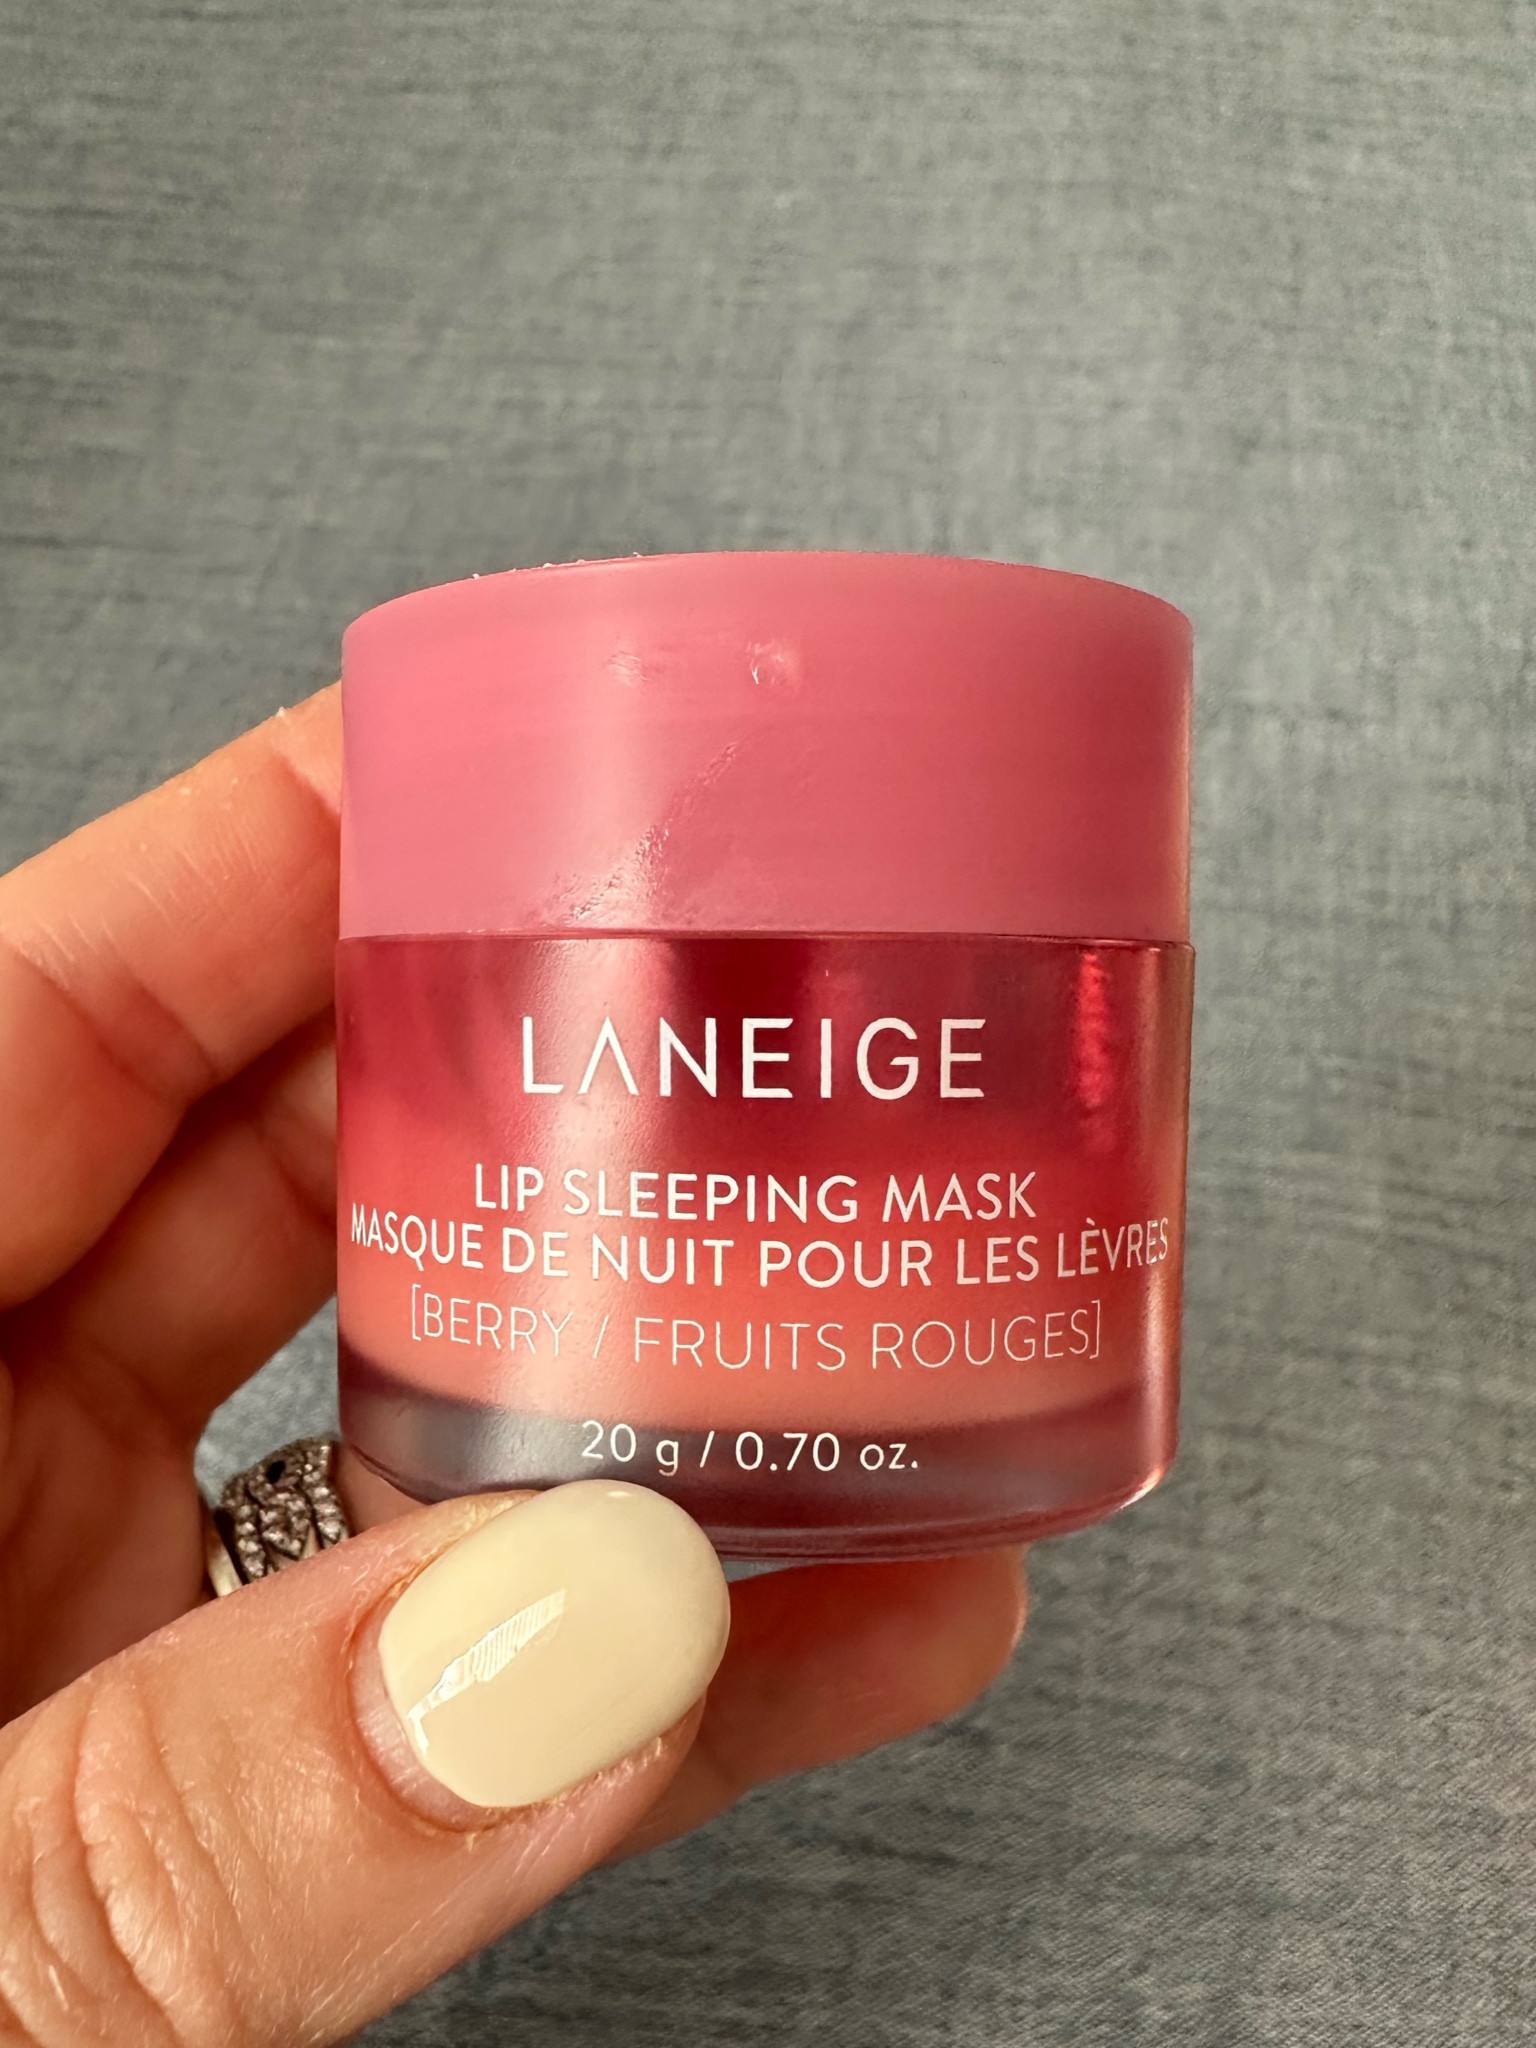 LANEIGE
LIP SLEEPING MASK
MASQUE DE NUIT POUR LES LÈVRES
[BERRY / FRUITS ROUGES]
20 g / 0.70 oz.